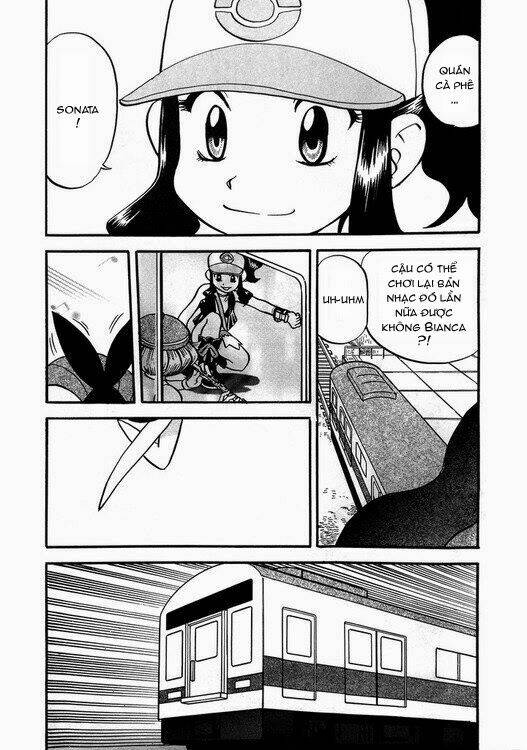 QUÁN
CÀ PHÊ
...
SONATA
!
CẬU CÓ THỂ
CHƠI LẠI BẢN
NHẠC ĐÓ LẦN
NỮA ĐƯỢC
KHÔNG BIANCA
?!
UH-UHM